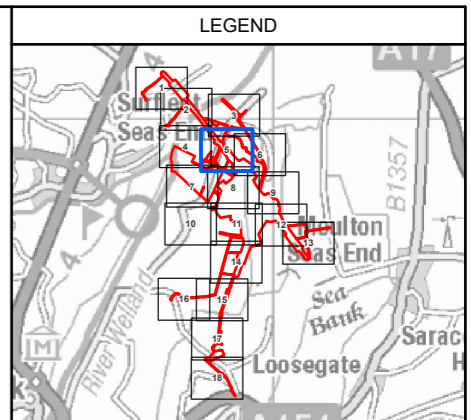 LEGEND
A17
1
Surfleet
2
3
Seas End
4
5
6
B1357
7
8
9
10
11
12
Moulton
13
Seas End
14
16
15
River Welland
Sea
Bank
Sarac
H
17
Loosegate
18